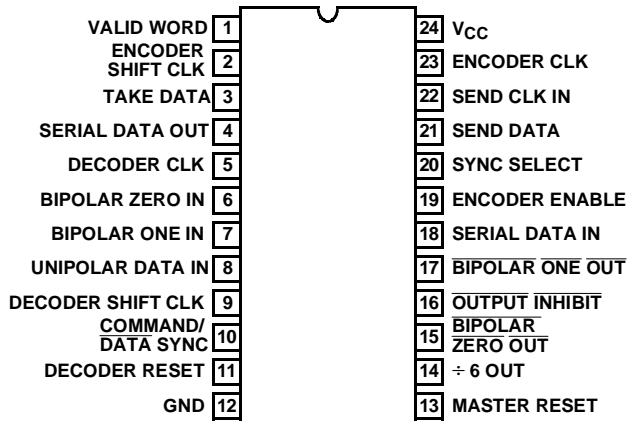 VALID WORD 1
ENCODER
SHIFT CLK 2
TAKE DATA 3
SERIAL DATA OUT 4
DECODER CLK 5
BIPOLAR ZERO IN 6
BIPOLAR ONE IN 7
UNIPOLAR DATA IN 8
DECODER SHIFT CLK 9
COMMAND/
DATA SYNC 10
DECODER RESET 11
GND 12
24 VCC
23 ENCODER CLK
22 SEND CLK IN
21 SEND DATA
20 SYNC SELECT
19 ENCODER ENABLE
18 SERIAL DATA IN
17 BIPOLAR ONE OUT
16 OUTPUT INHIBIT
15 BIPOLAR
ZERO OUT
14 ÷ 6 OUT
13 MASTER RESET